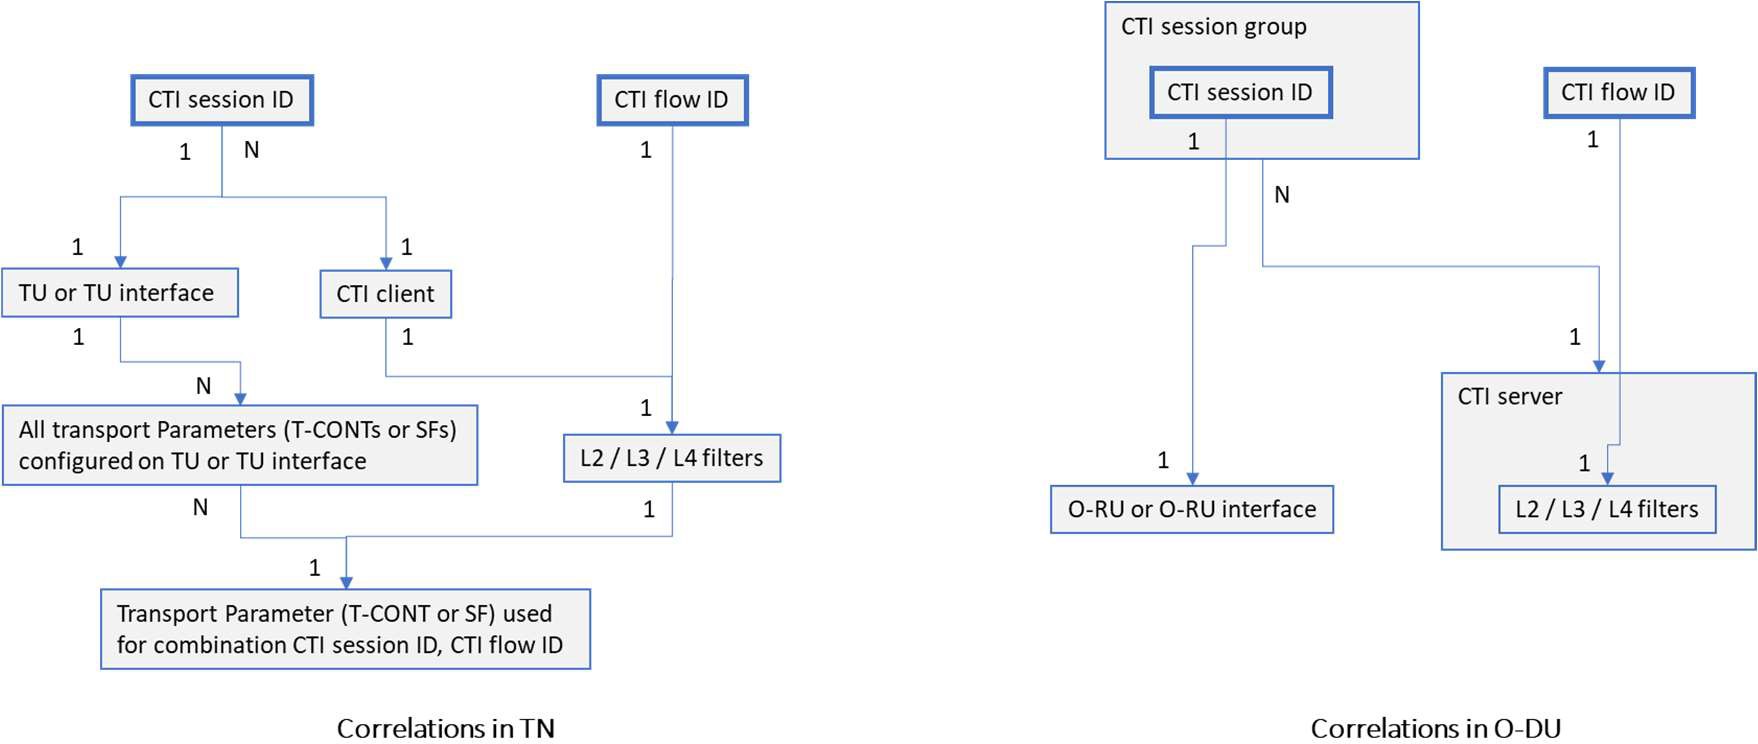 CTI session ID
CTI flow ID
1
N
1
1
1
TU or TU interface
CTI client
1
1
N
1
All transport Parameters (T-CONTs or SFs)
configured on TU or TU interface
L2 / L3 / L4 filters
N
1
1
Transport Parameter (T-CONT or SF) used
for combination CTI session ID, CTI flow ID
Correlations in TN
CTI session group
CTI session ID
CTI flow ID
1
1
N
1
CTI server
1
1
O-RU or O-RU interface
L2 / L3 / L4 filters
Correlations in O-DU